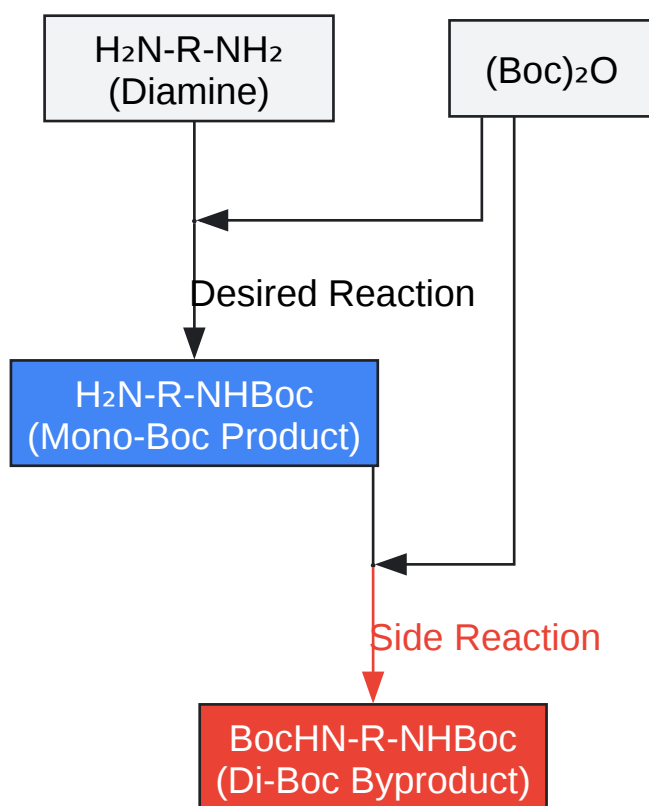 H₂N-R-NH₂
(Diamine)
(Boc)₂O
Desired Reaction
H₂N-R-NHBoc
(Mono-Boc Product)
Side Reaction
BocHN-R-NHBoc
(Di-Boc Byproduct)